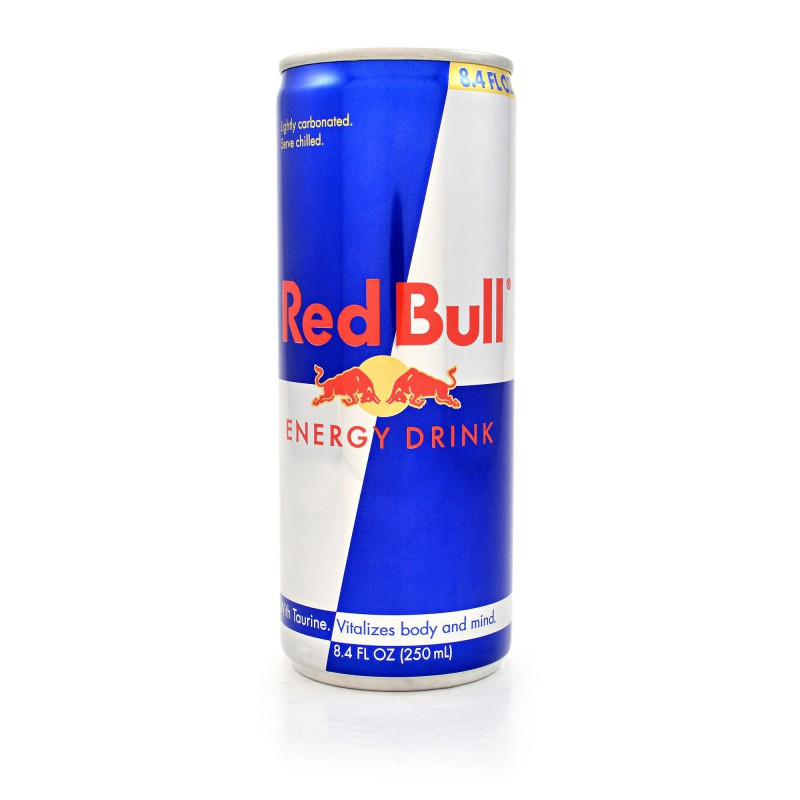 8.4 FL OZ
Lightly carbonated.
Serve chilled.
Red Bull®
ENERGY DRINK
With Taurine. Vitalizes body and mind.
8.4 FL OZ (250 mL)